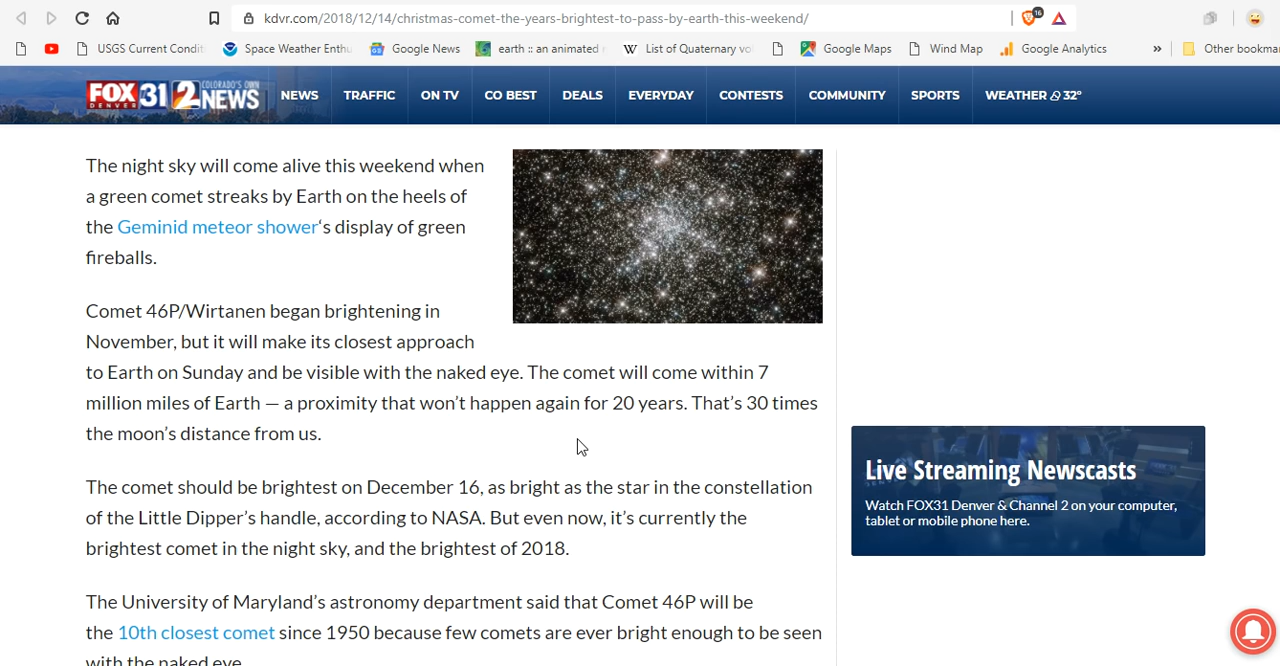 kdvr.com/2018/12/14/christmas-comet-the-years-brightest-to-pass-by-earth-this-weekend/
16
USGS Current Condit
Space Weather Enthu
Google News
earth :: an animated
List of Quaternary vo
Google Maps
Wind Map
Google Analytics
»
Other bookma
FOX 31
DENVER
2 COLORADO'S OWN
NEWS
NEWS
TRAFFIC
ON TV
CO BEST
DEALS
EVERYDAY
CONTESTS
COMMUNITY
SPORTS
WEATHER 32°
The night sky will come alive this weekend when
a green comet streaks by Earth on the heels of
the Geminid meteor shower‘s display of green
fireballs.
Comet 46P/Wirtanen began brightening in
November, but it will make its closest approach
to Earth on Sunday and be visible with the naked eye. The comet will come within 7
million miles of Earth — a proximity that won’t happen again for 20 years. That’s 30 times
the moon’s distance from us.
The comet should be brightest on December 16, as bright as the star in the constellation
of the Little Dipper’s handle, according to NASA. But even now, it’s currently the
brightest comet in the night sky, and the brightest of 2018.
The University of Maryland’s astronomy department said that Comet 46P will be
the 10th closest comet since 1950 because few comets are ever bright enough to be seen
with the naked eye.
Live Streaming Newscasts
Watch FOX31 Denver & Channel 2 on your computer,
tablet or mobile phone here.